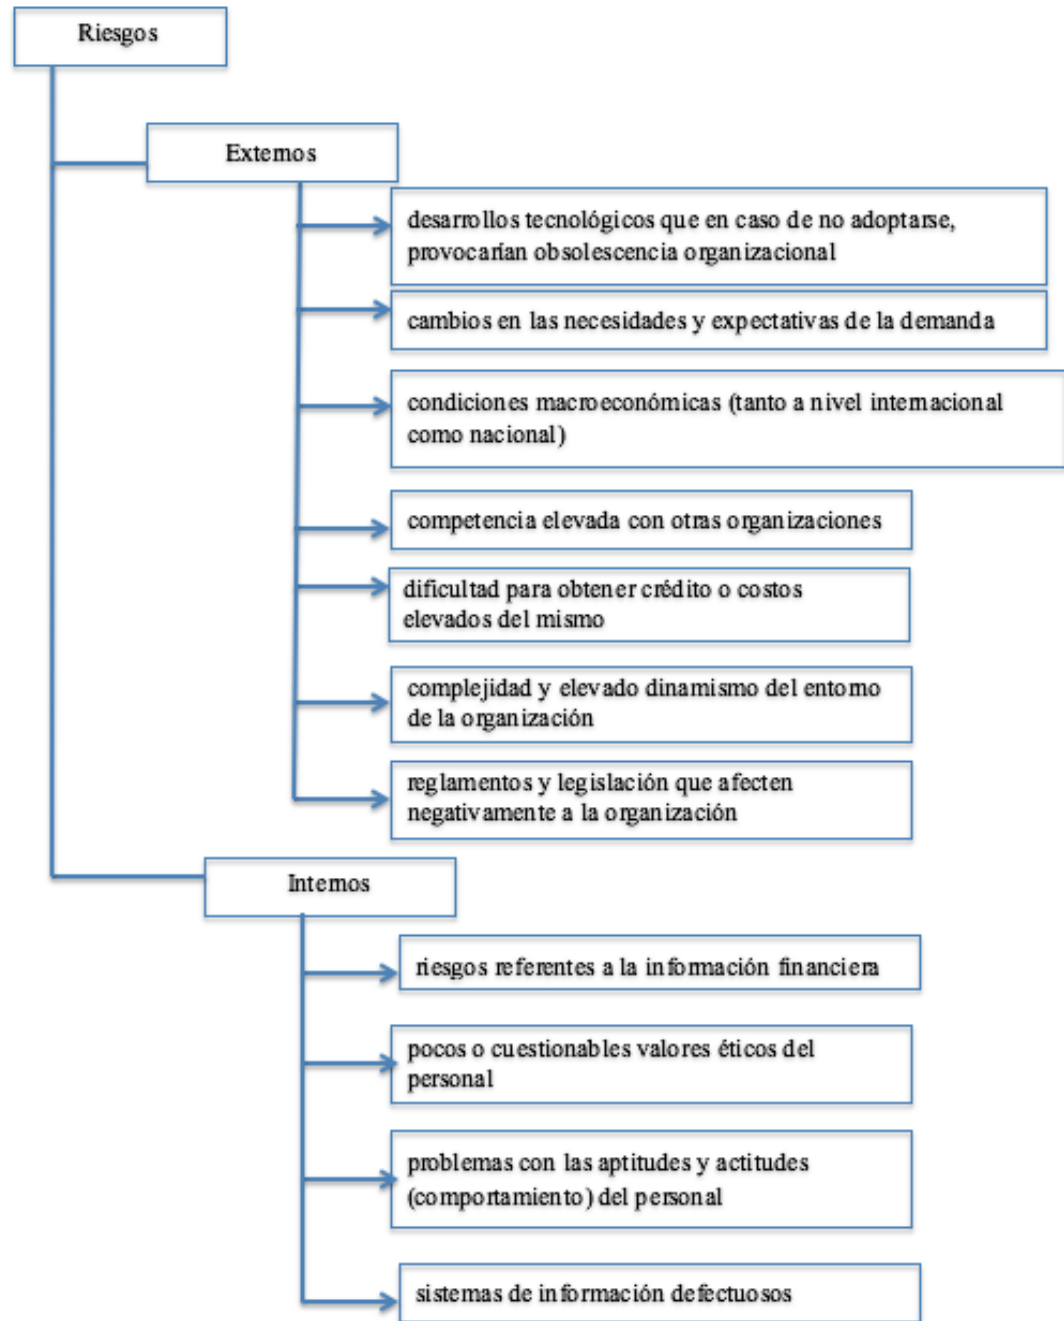 Riesgos
Externos
desarrollos tecnológicos que en caso de no adoptarse,
provocarían obsolescencia organizacional
cambios en las necesidades y expectativas de la demanda
condiciones macroeconómicas (tanto a nivel internacional
como nacional)
competencia elevada con otras organizaciones
dificultad para obtener crédito o costos
elevados del mismo
complejidad y elevado dinamismo del entorno
de la organización
reglamentos y legislación que afecten
negativamente a la organización
Internos
riesgos referentes a la información financiera
pocos o cuestionables valores éticos del
personal
problemas con las aptitudes y actitudes
(comportamiento) del personal
sistemas de información defectuosos